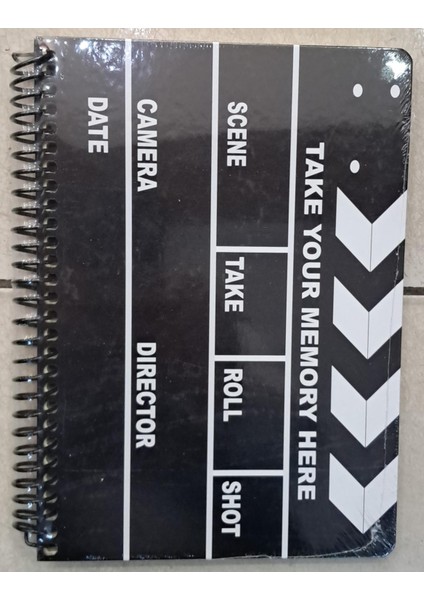 TAKE YOUR MEMORY HERE
SCENE TAKE ROLL SHOT
CAMERA DIRECTOR
DATE